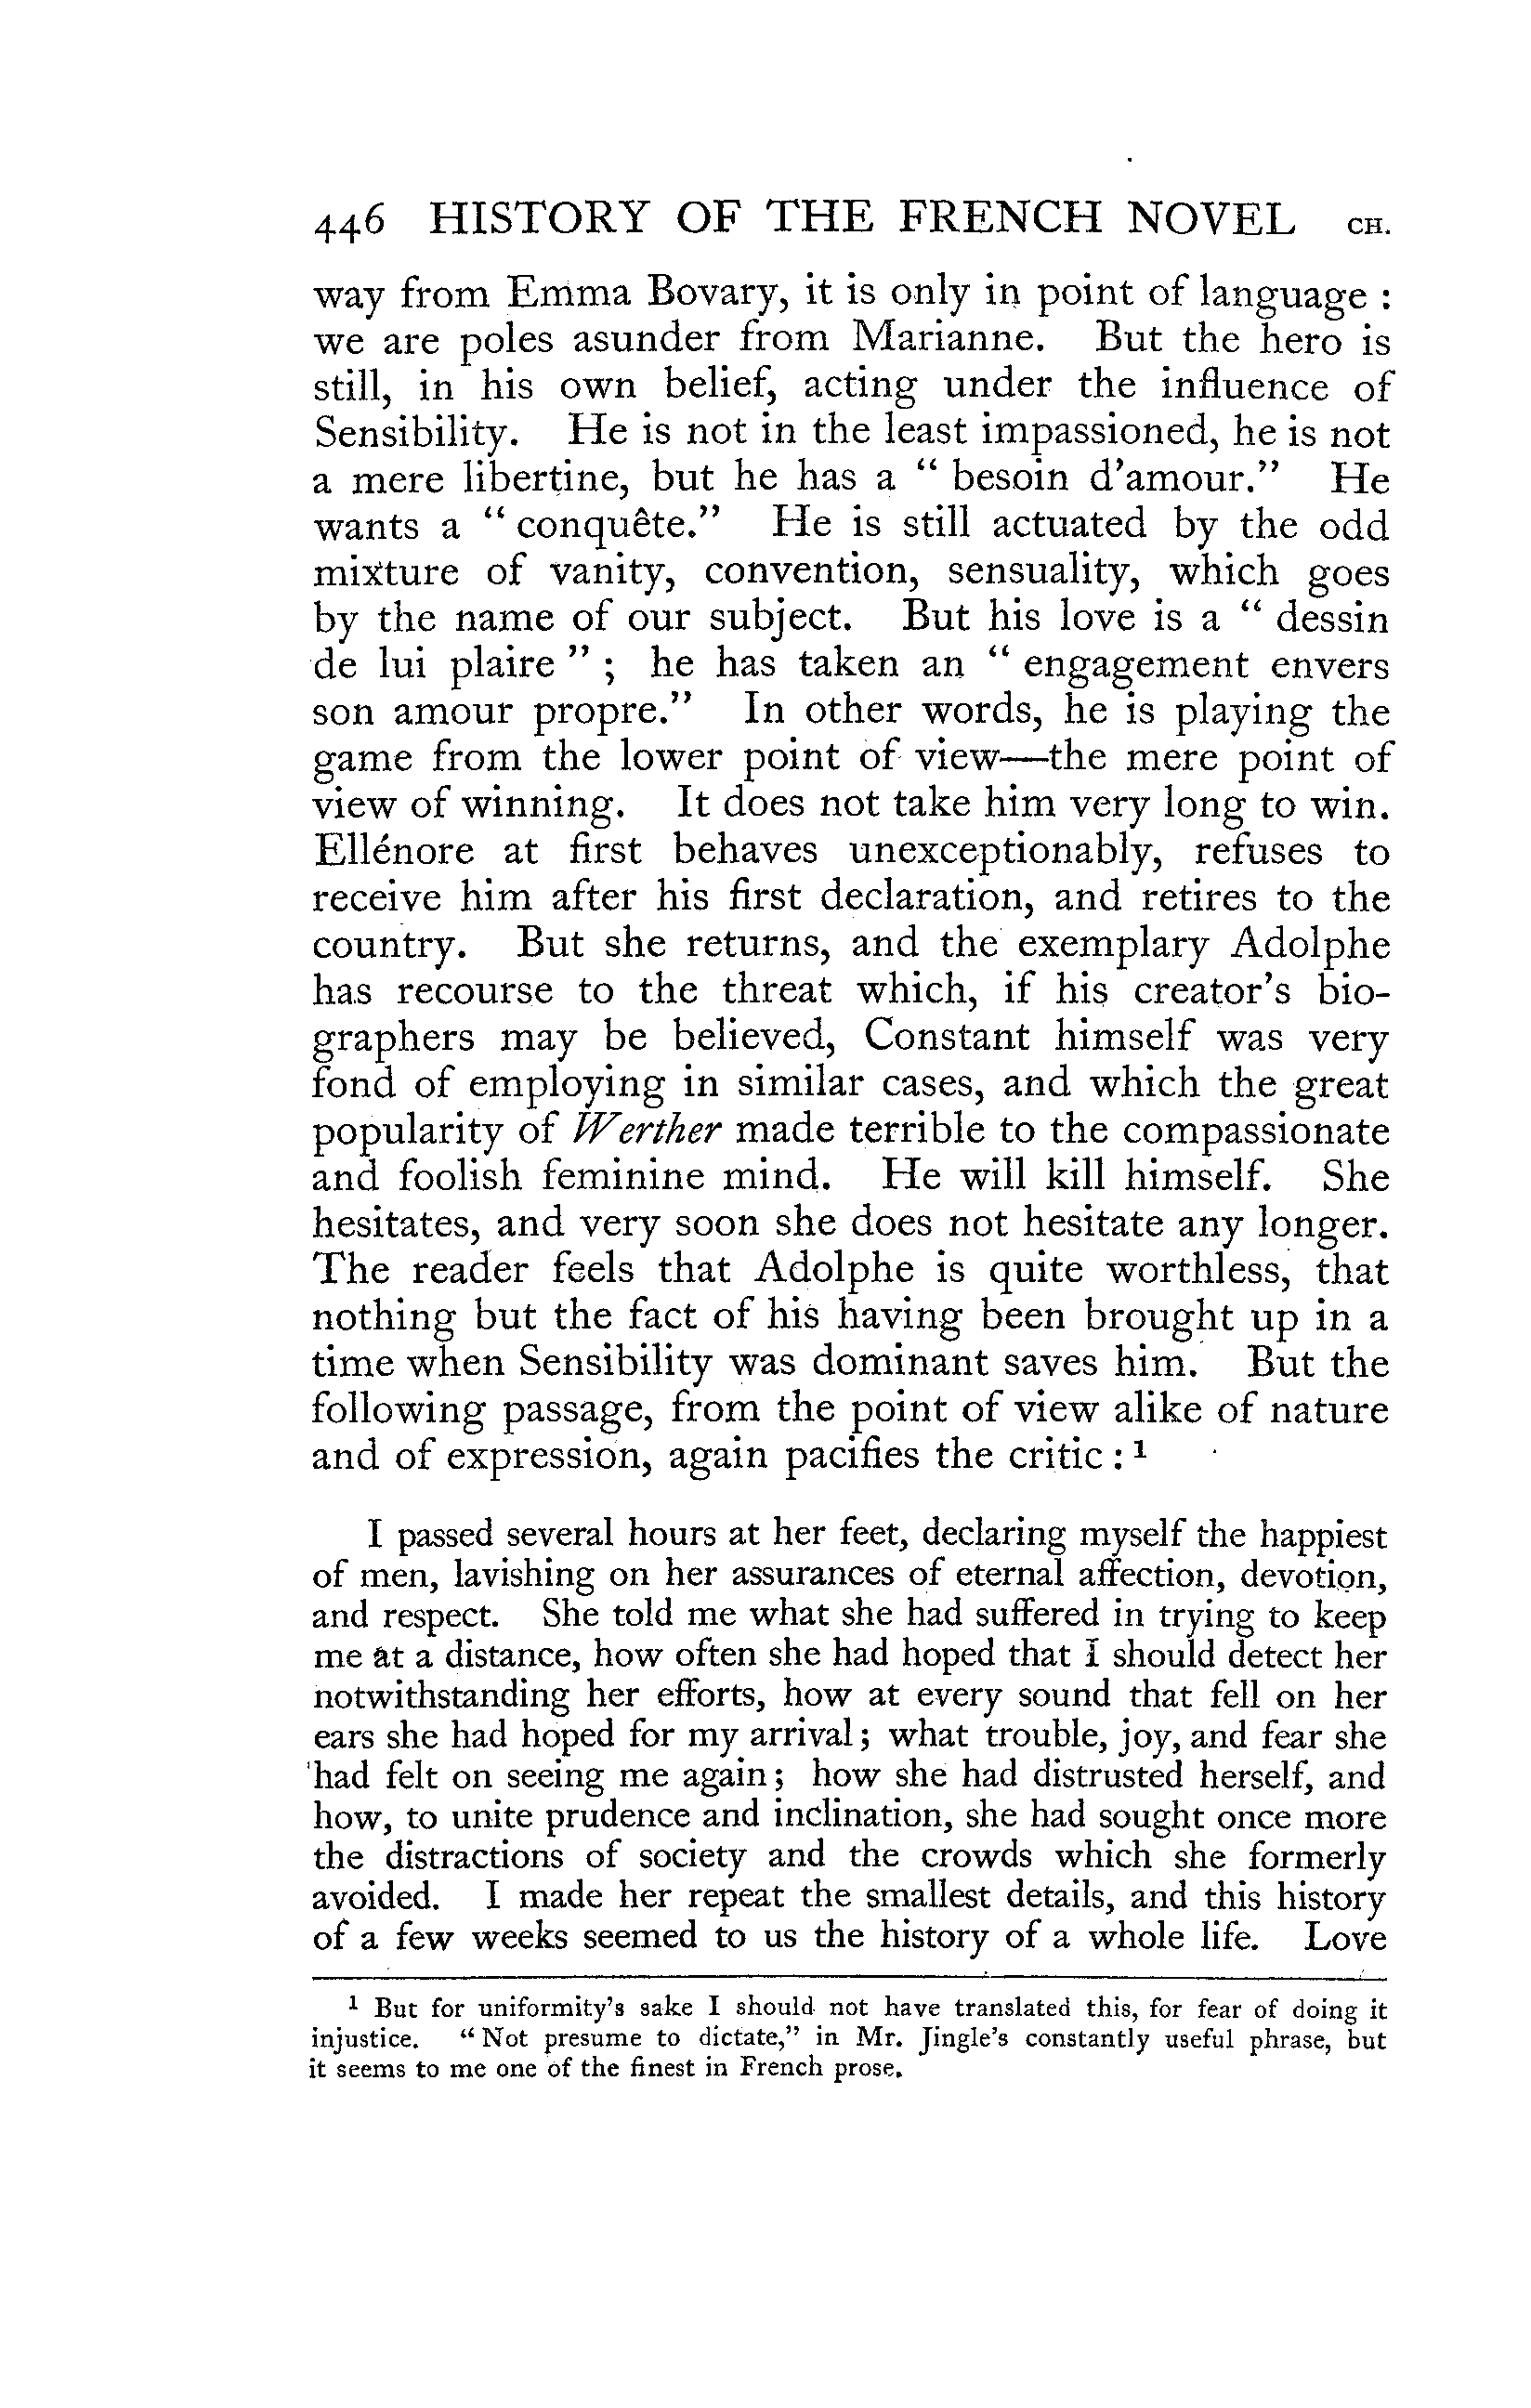 446 HISTORY OF THE FRENCH NOVEL CH.
way from Emma Bovary, it is only in point of language :
we are poles asunder from Marianne. But the hero is
still, in his own belief, acting under the influence of
Sensibility. He is not in the least impassioned, he is not
a mere libertine, but he has a “ besoin d’amour.” He
wants a “ conquête.” He is still actuated by the odd
mixture of vanity, convention, sensuality, which goes
by the name of our subject. But his love is a “ dessin
de lui plaire ” ; he has taken an “ engagement envers
son amour propre.” In other words, he is playing the
game from the lower point of view—the mere point of
view of winning. It does not take him very long to win.
Ellénore at first behaves unexceptionably, refuses to
receive him after his first declaration, and retires to the
country. But she returns, and the exemplary Adolphe
has recourse to the threat which, if his creator’s bio-
graphers may be believed, Constant himself was very
fond of employing in similar cases, and which the great
popularity of Werther made terrible to the compassionate
and foolish feminine mind. He will kill himself. She
hesitates, and very soon she does not hesitate any longer.
The reader feels that Adolphe is quite worthless, that
nothing but the fact of his having been brought up in a
time when Sensibility was dominant saves him. But the
following passage, from the point of view alike of nature
and of expression, again pacifies the critic : 1
I passed several hours at her feet, declaring myself the happiest
of men, lavishing on her assurances of eternal affection, devotion,
and respect. She told me what she had suffered in trying to keep
me at a distance, how often she had hoped that I should detect her
notwithstanding her efforts, how at every sound that fell on her
ears she had hoped for my arrival ; what trouble, joy, and fear she
had felt on seeing me again ; how she had distrusted herself, and
how, to unite prudence and inclination, she had sought once more
the distractions of society and the crowds which she formerly
avoided. I made her repeat the smallest details, and this history
of a few weeks seemed to us the history of a whole life. Love
1 But for uniformity’s sake I should not have translated this, for fear of doing it
injustice. “ Not presume to dictate,” in Mr. Jingle’s constantly useful phrase, but
it seems to me one of the finest in French prose.